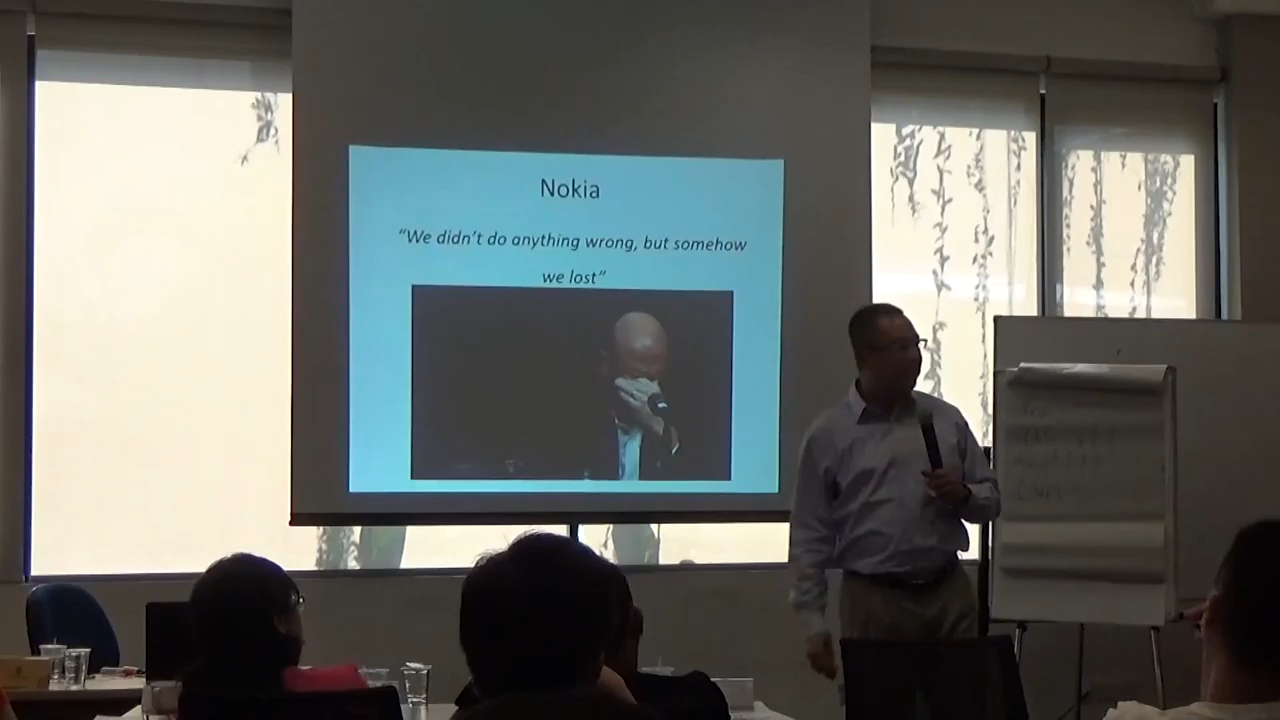 Nokia
“We didn’t do anything wrong, but somehow
we lost”